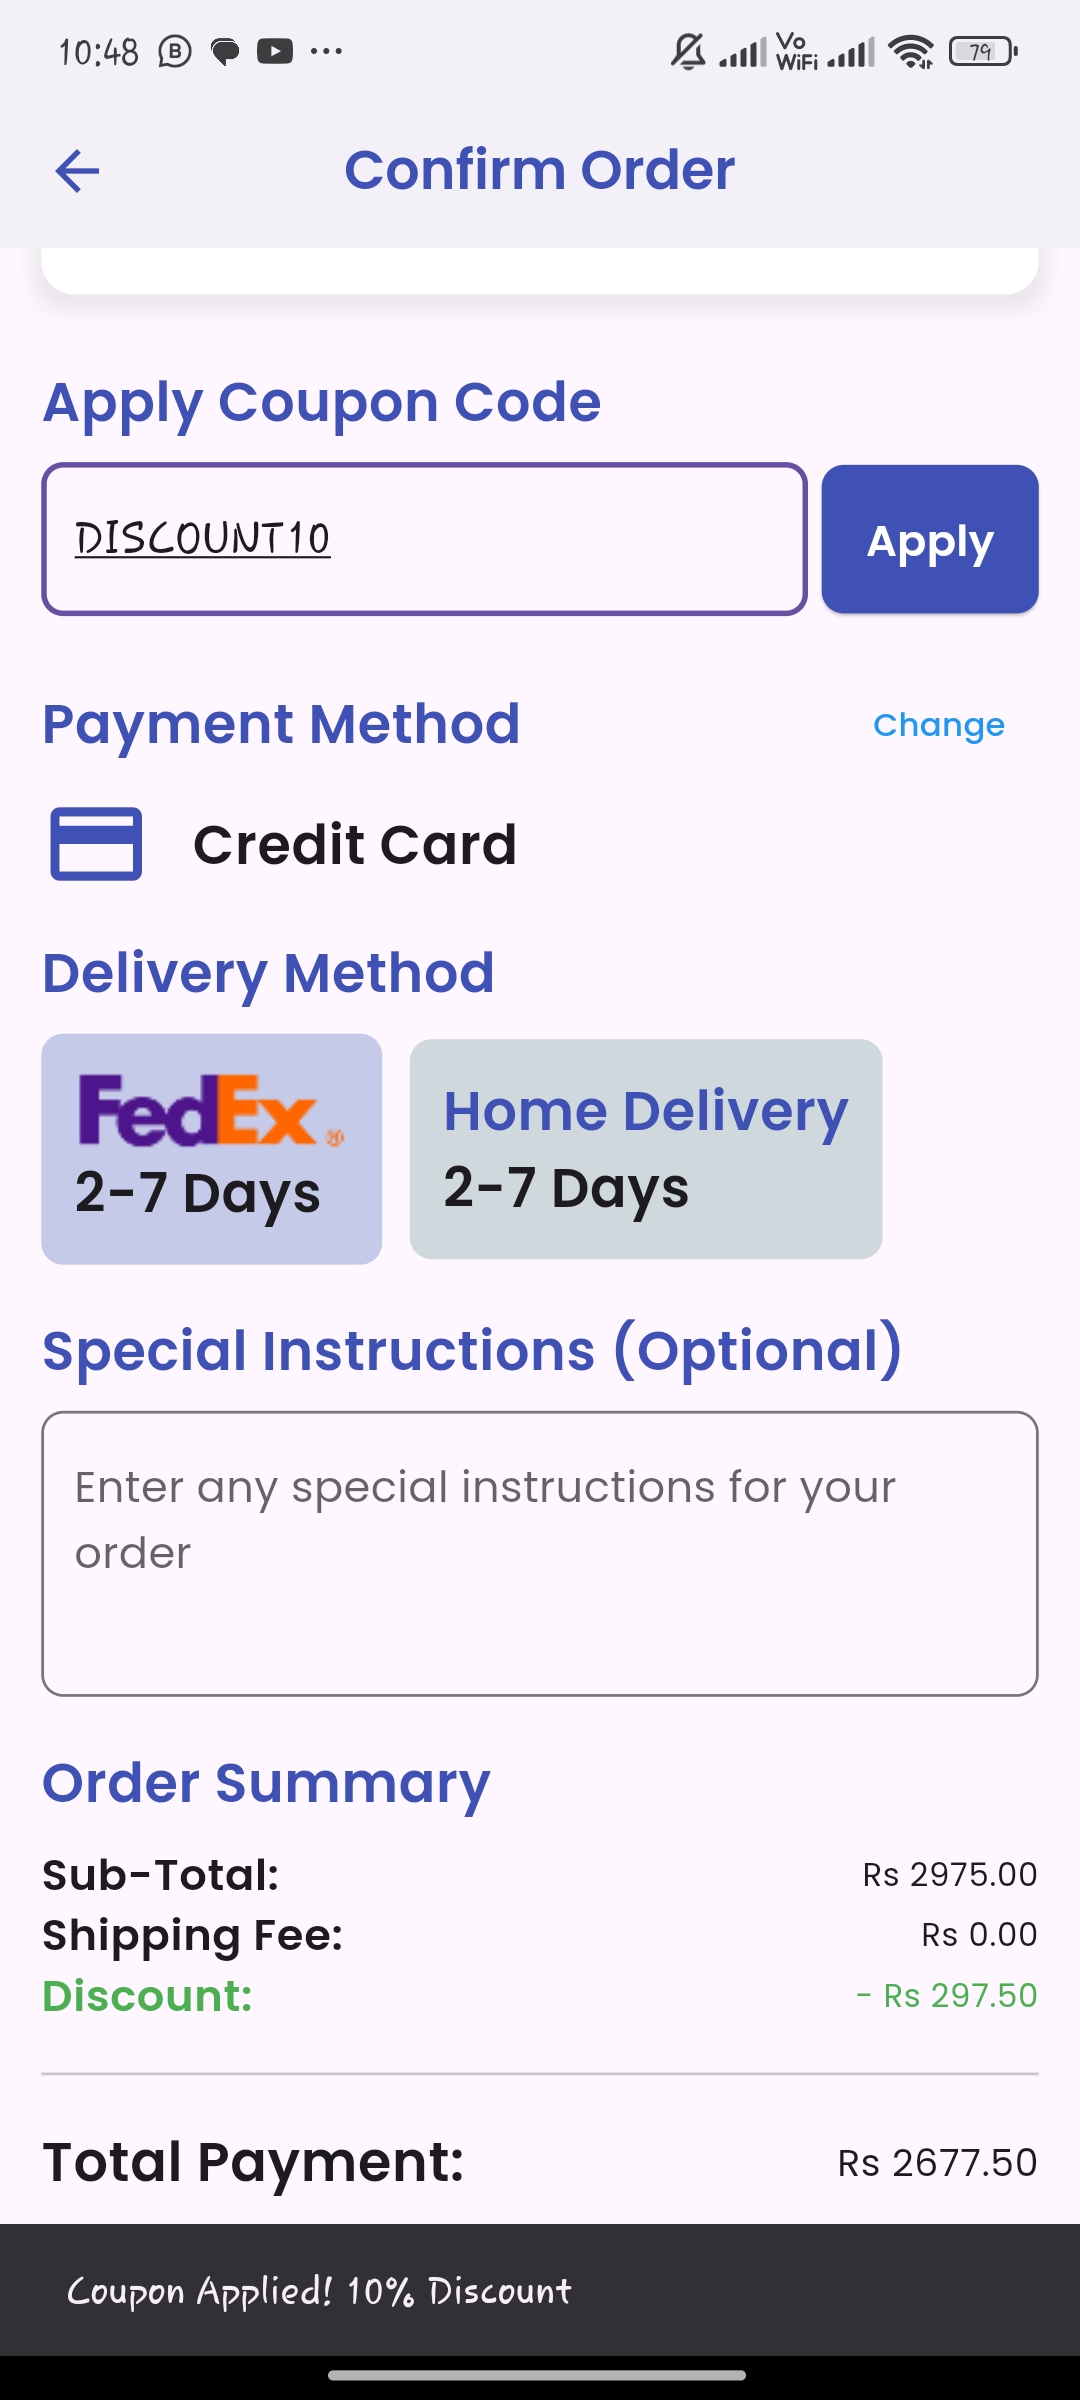 10:48 B ... Vo WiFi 79
Confirm Order
Apply Coupon Code
DISCOUNT10
Apply
Payment Method
Change
Credit Card
Delivery Method
FedEx®
2-7 Days
Home Delivery
2-7 Days
Special Instructions (Optional)
Enter any special instructions for your
order
Order Summary
Sub-Total: Rs 2975.00
Shipping Fee: Rs 0.00
Discount: - Rs 297.50
Total Payment: Rs 2677.50
Coupon Applied! 10% Discount